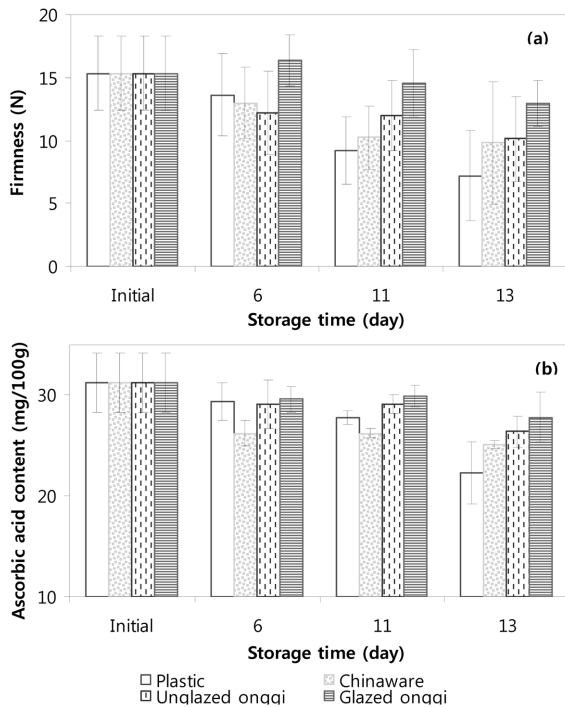 20
(a)
15
10
5
0
Firmness (N)
Initial 6 11 13
Storage time (day)
(b)
30
20
10
Ascorbic acid content (mg/100g)
Initial 6 11 13
Storage time (day)
Plastic Chinaware
Unglazed onggi Glazed onggi